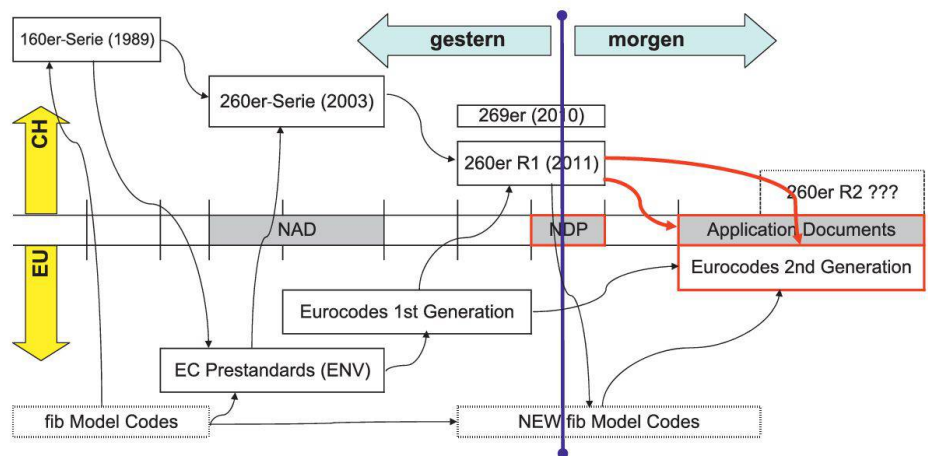 160er-Serie (1989)
gestern
morgen
260er-Serie (2003)
269er (2010)
CH
260er R1 (2011)
260er R2 ???
NAD
NDP
Application Documents
EU
Eurocodes 2nd Generation
Eurocodes 1st Generation
EC Prestandards (ENV)
fib Model Codes
NEW fib Model Codes